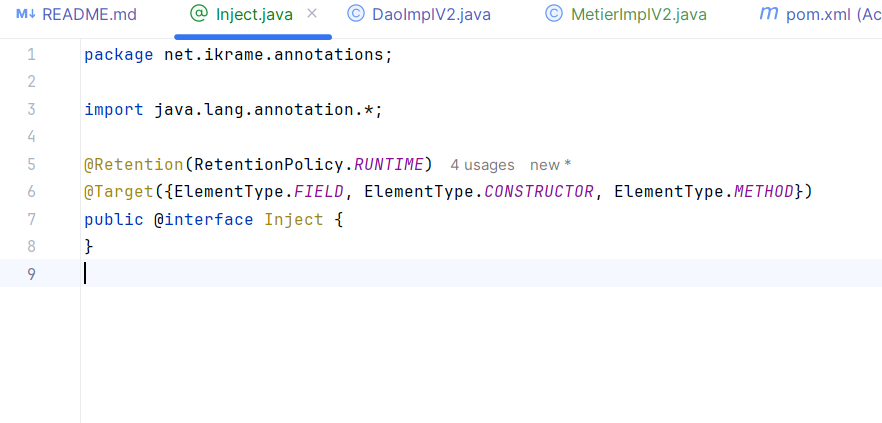 README.md Inject.java DaoImplV2.java MetierImplV2.java pom.xml (Ac
1 package net.ikrame.annotations;
2
3 import java.lang.annotation.*;
4
5 @Retention(RetentionPolicy.RUNTIME) 4 usages new *
6 @Target({ElementType.FIELD, ElementType.CONSTRUCTOR, ElementType.METHOD})
7 public @interface Inject {
8 }
9